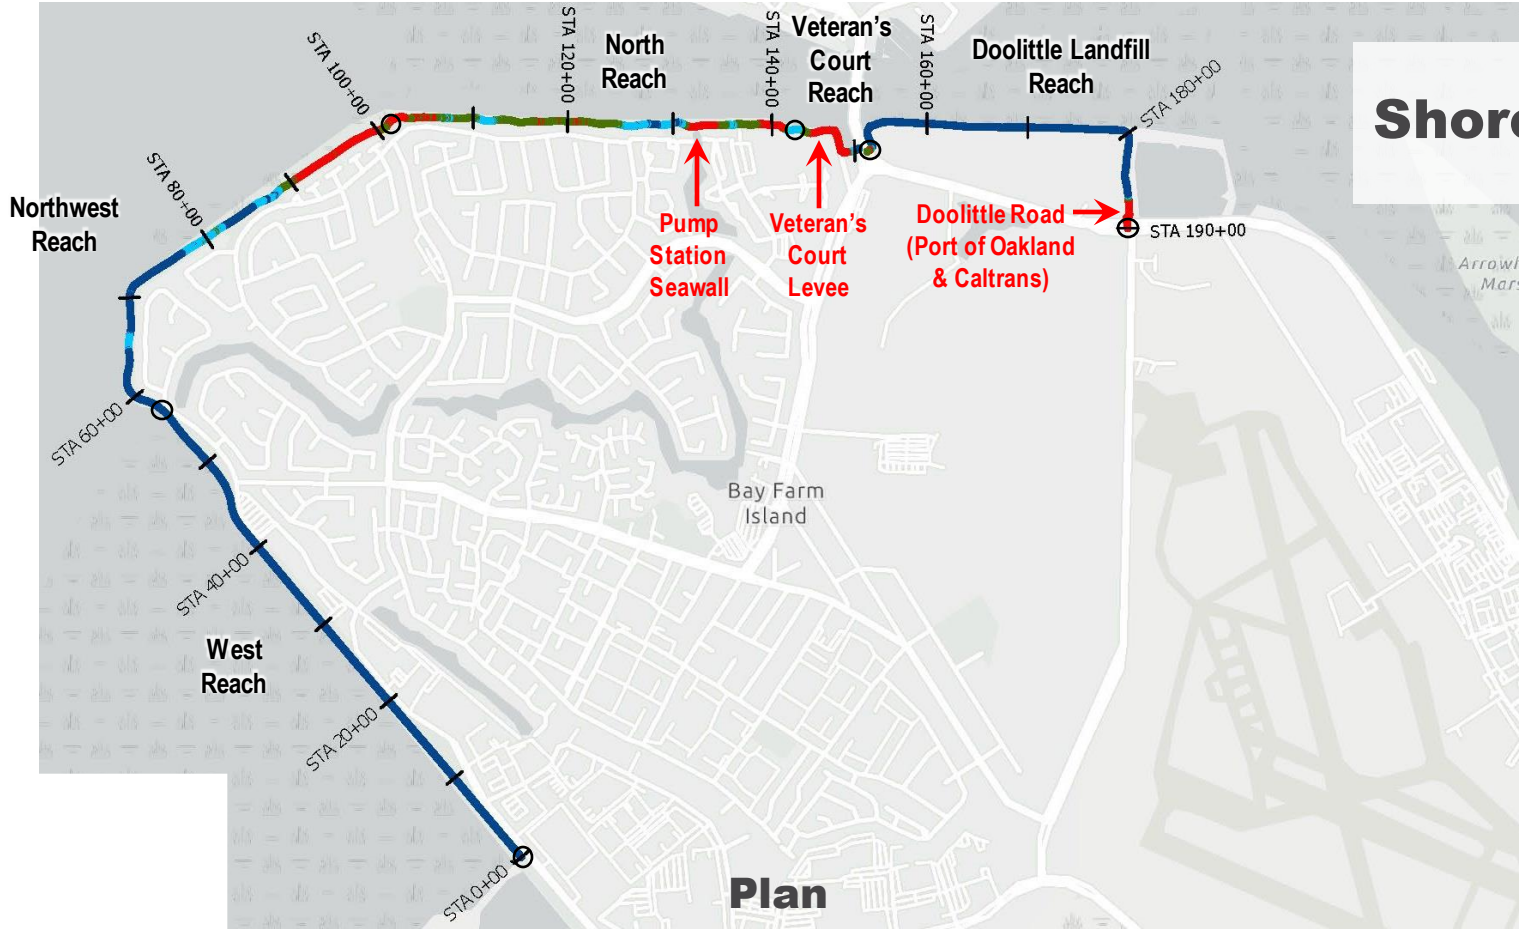 North
Reach
Veteran's
Court
Reach
Doolittle Landfill
Reach
STA 100+00
STA 120+00
STA 140+00
STA 160+00
STA 180+00
STA 80+00
Northwest
Reach
Pump
Station
Seawall
Veteran's
Court
Levee
Doolittle Road
(Port of Oakland
& Caltrans)
STA 190+00
STA 60+00
Bay Farm
Island
STA 40+00
West
Reach
STA 20+00
STA 0+00
Plan